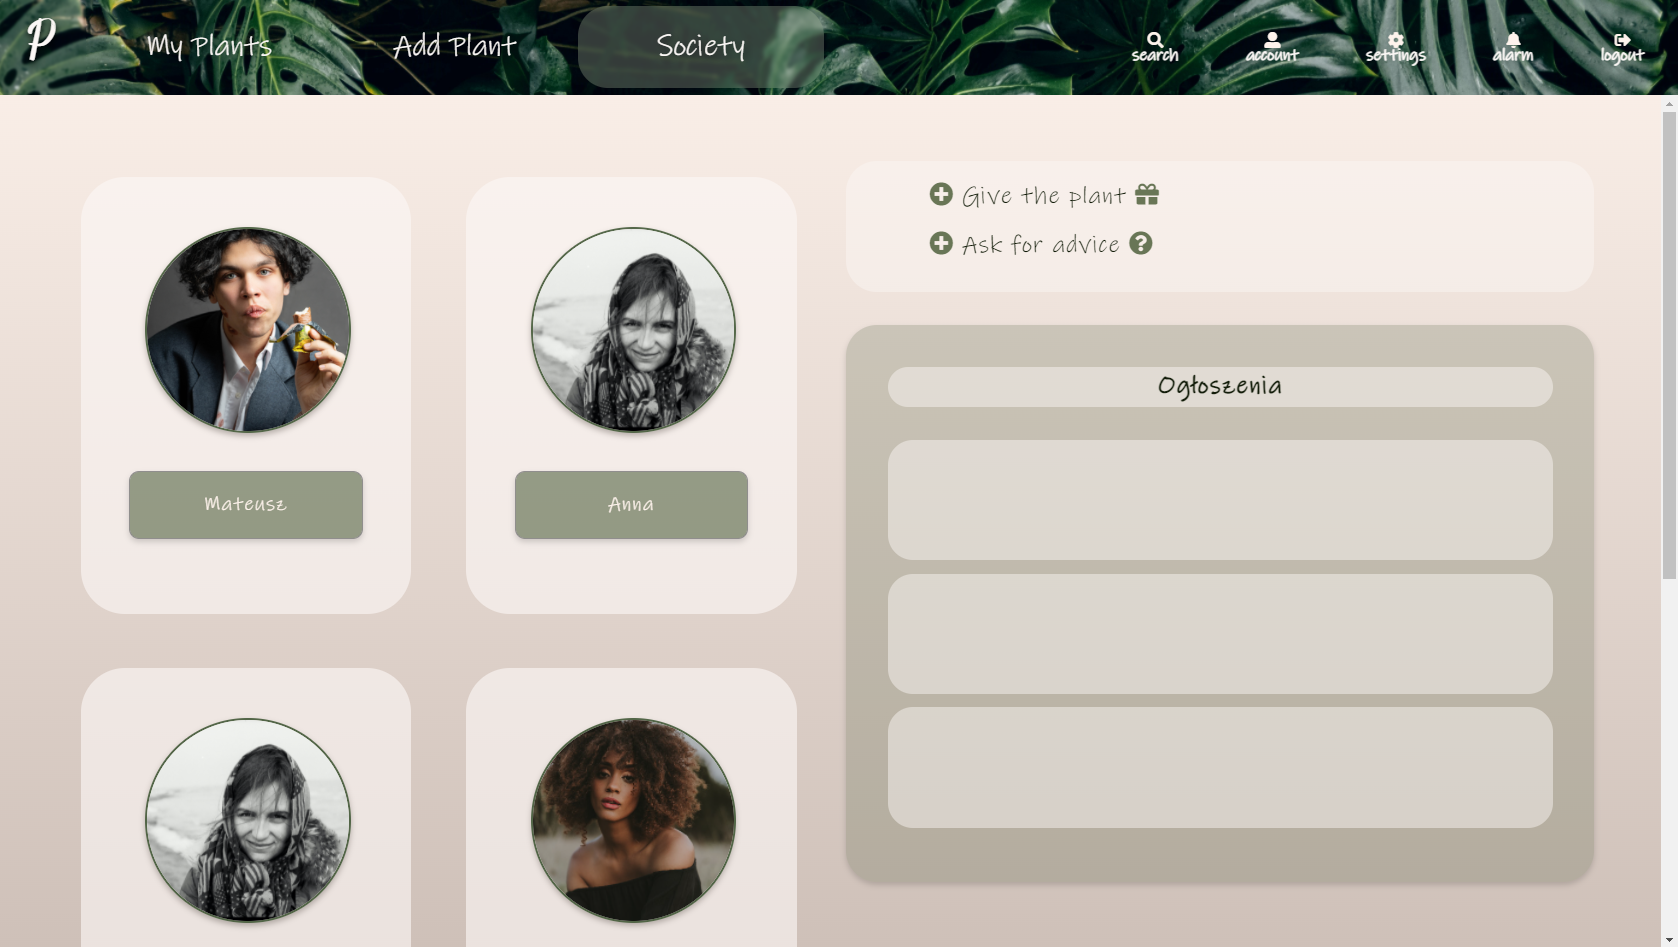 P
My Plants
Add Plant
Society
search
account
settings
alarm
logout
Give the plant
Ask for advice
Mateusz
Anna
Ogłoszenia